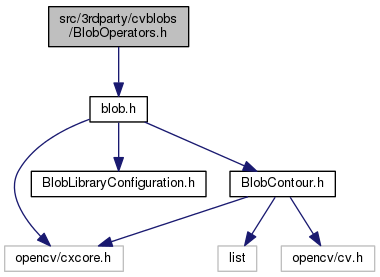 src/3rdparty/cvblobs
/BlobOperators.h
blob.h
BlobLibraryConfiguration.h
BlobContour.h
opencv/cxcore.h
list
opencv/cv.h